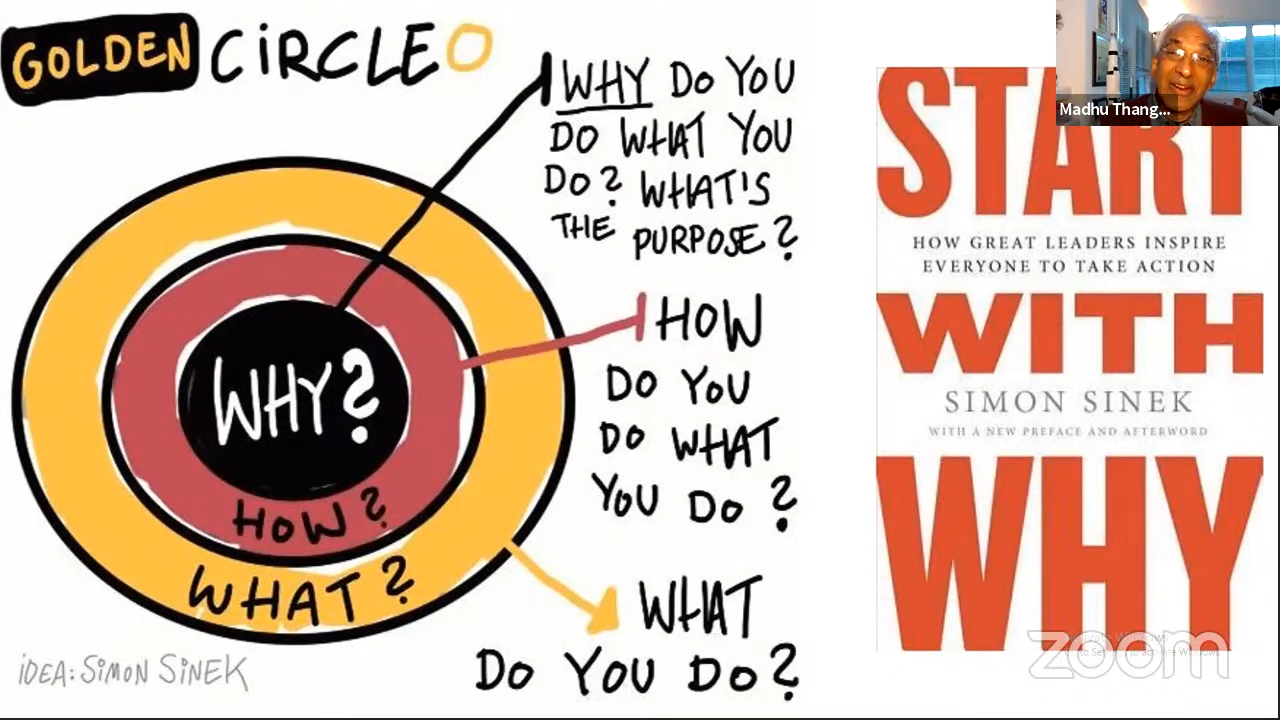 GOLDEN CIRCLE
WHY DO YOU
DO WHAT YOU
DO? WHAT'S
THE PURPOSE?
HOW
DO YOU
DO WHAT
YOU DO?
WHAT
DO YOU DO?
WHY?
HOW?
WHAT?
IDEA: SIMON SINEK
Madhu Thang...
START
HOW GREAT LEADERS INSPIRE
EVERYONE TO TAKE ACTION
WITH
SIMON SINEK
WITH A NEW PREFACE AND AFTERWORD
WHY
zoom